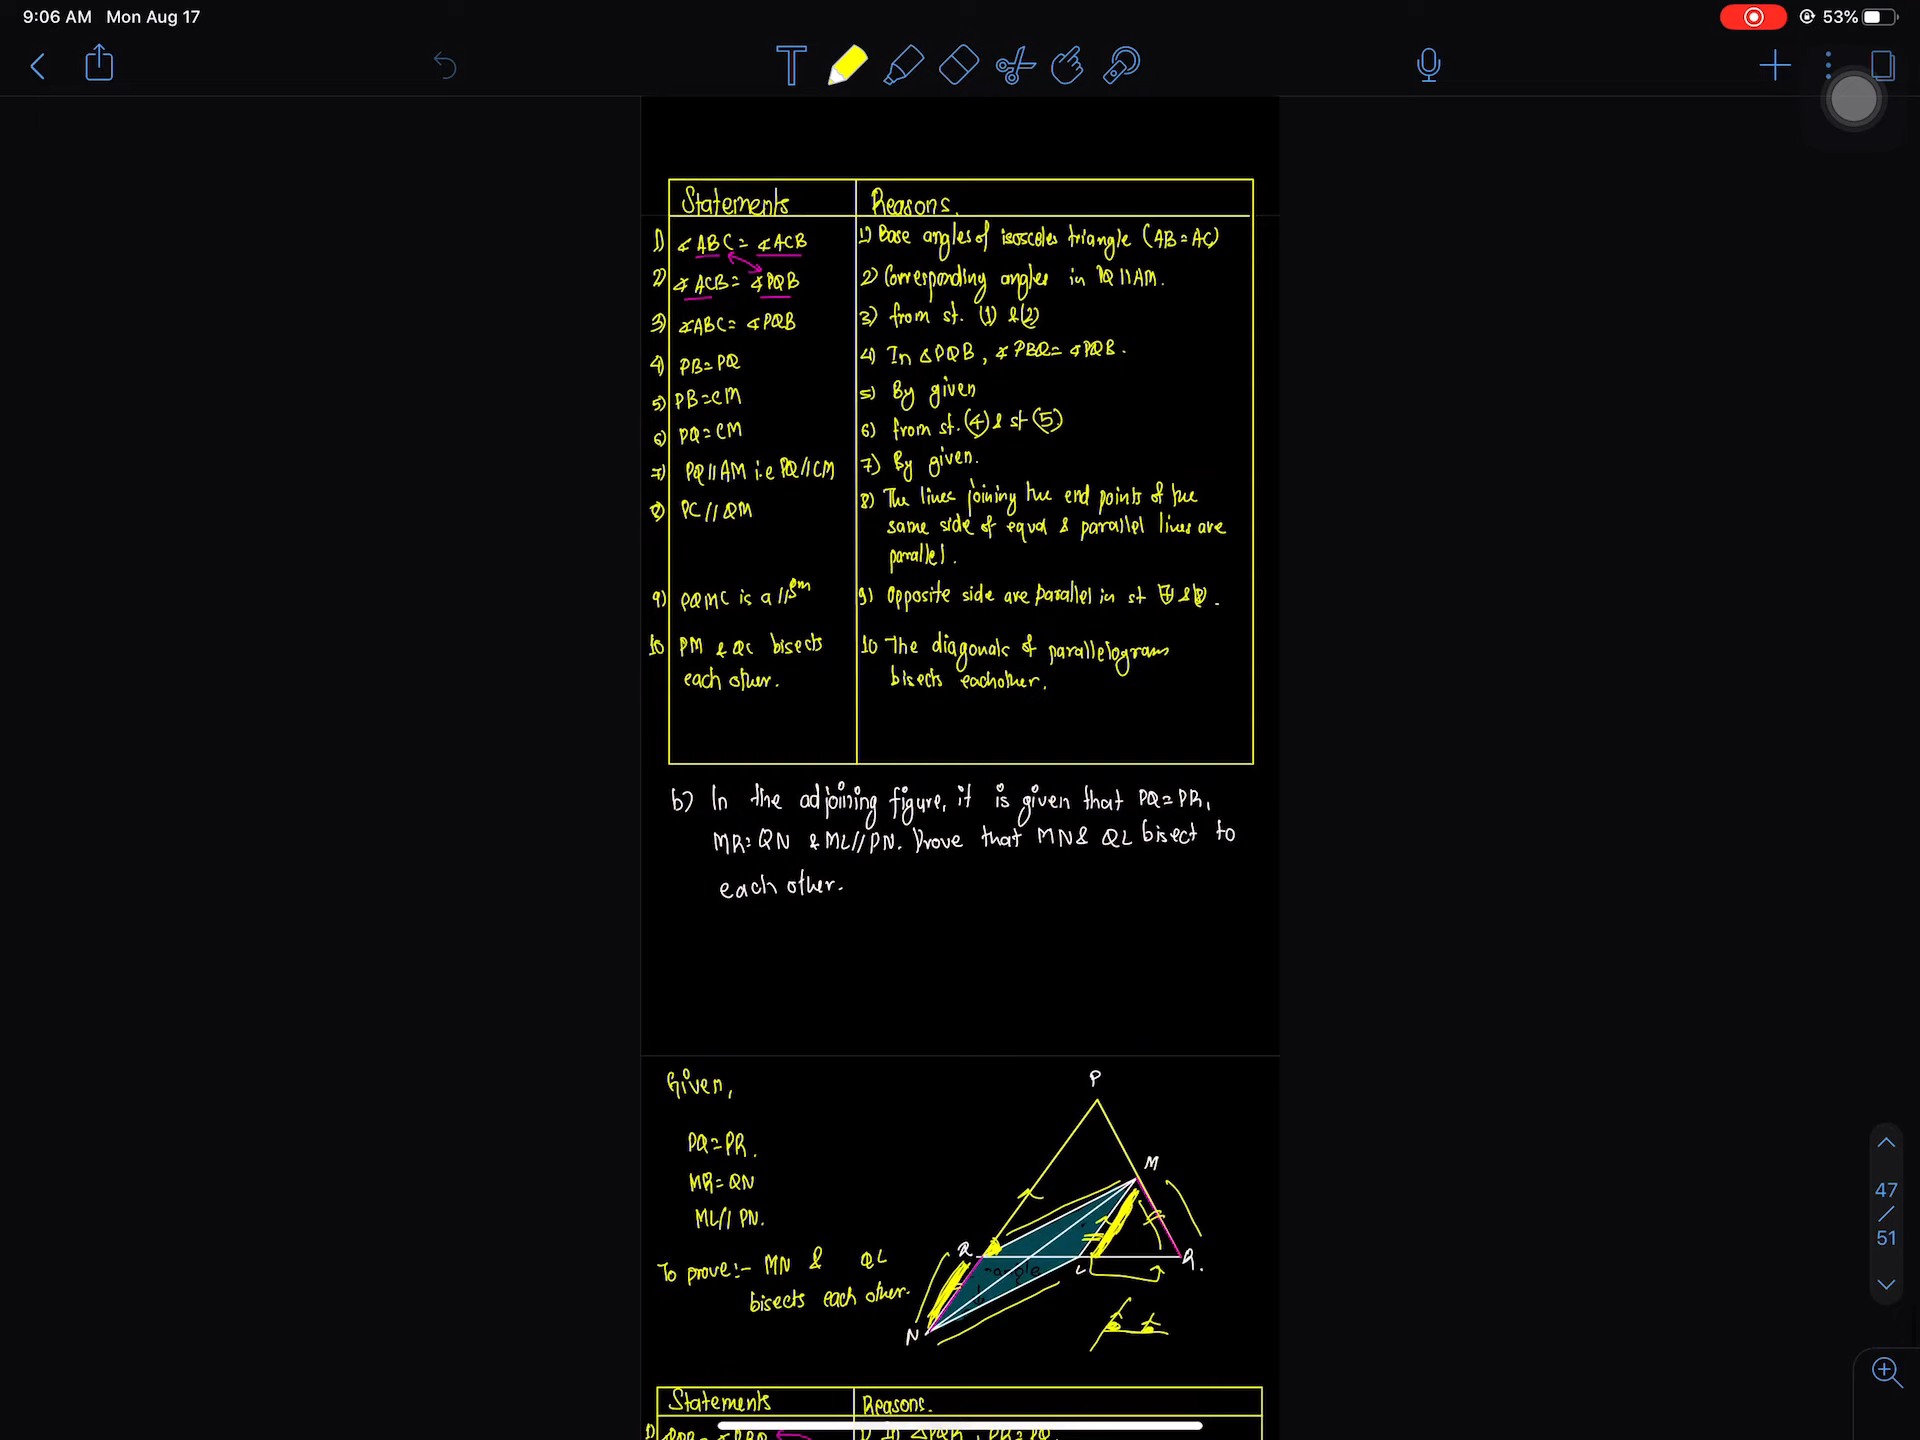 9:06 AM Mon Aug 17
53%
Statements Reasons.
1) ∡ABC = ∡ACB 1) Base angles of isosceles triangle (AB = AC)
2) ∡ACB = ∡PQB 2) Corresponding angles in PQ // AM.
3) ∡ABC = ∡PQB 3) from st. (1) & (2)
4) PB = PQ 4) In △PQB, ∡PBQ = ∡PQB.
5) PB = CM 5) By given
6) PQ = CM 6) from st. (4) & st (5)
7) PQ // AM i.e PQ // CM 7) By given.
8) PC // QM 8) The lines joining the end points of the
same side of equal & parallel lines are
parallel.
9) PQMC is a //gm 9) Opposite side are parallel in st 7 & 8.
10 PM & QC bisects 10 The diagonals of parallelogram
each other. bisects eachother.
b) In the adjoining figure, it is given that PQ = PR,
MR = QN & ML // PN. Prove that MN & QL bisect to
each other.
Given,
P
PQ = PR.
M
MR = QN
ML // PN.
Q R.
To prove:- MN & QL L
bisects each other.
N
47
/
51
Statements Reasons.
1) 1) In △PQR, PR = PQ.